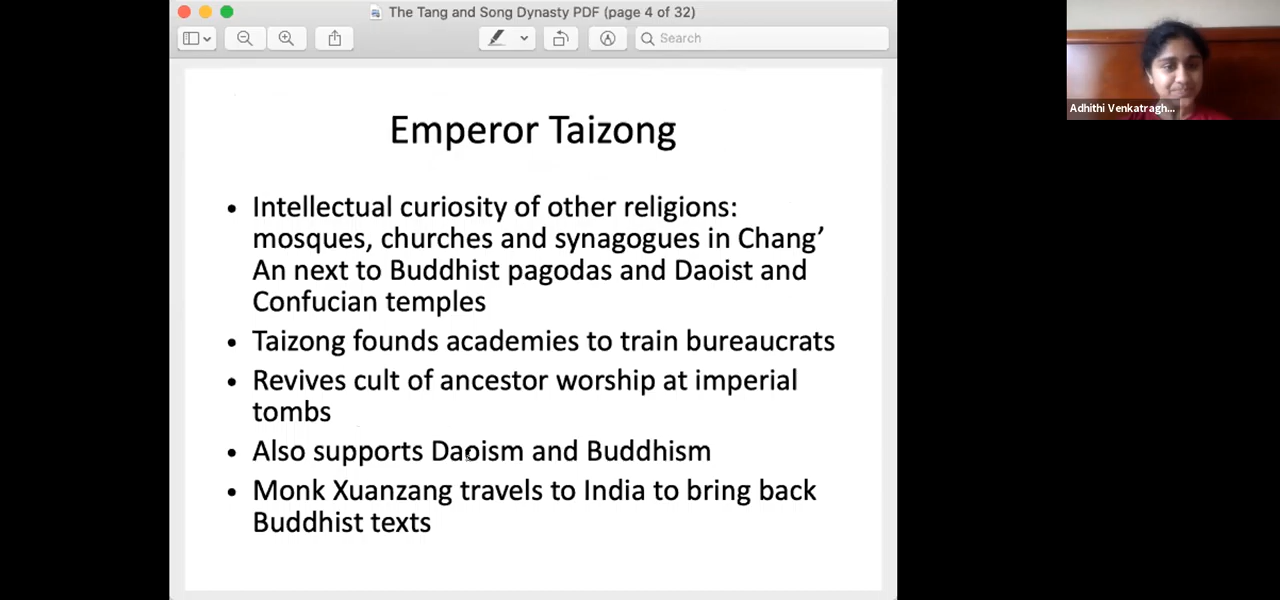 The Tang and Song Dynasty PDF (page 4 of 32)
Search
Adhithi Venkatragh...
Emperor Taizong
• Intellectual curiosity of other religions:
mosques, churches and synagogues in Chang’
An next to Buddhist pagodas and Daoist and
Confucian temples
• Taizong founds academies to train bureaucrats
• Revives cult of ancestor worship at imperial
tombs
• Also supports Daoism and Buddhism
• Monk Xuanzang travels to India to bring back
Buddhist texts